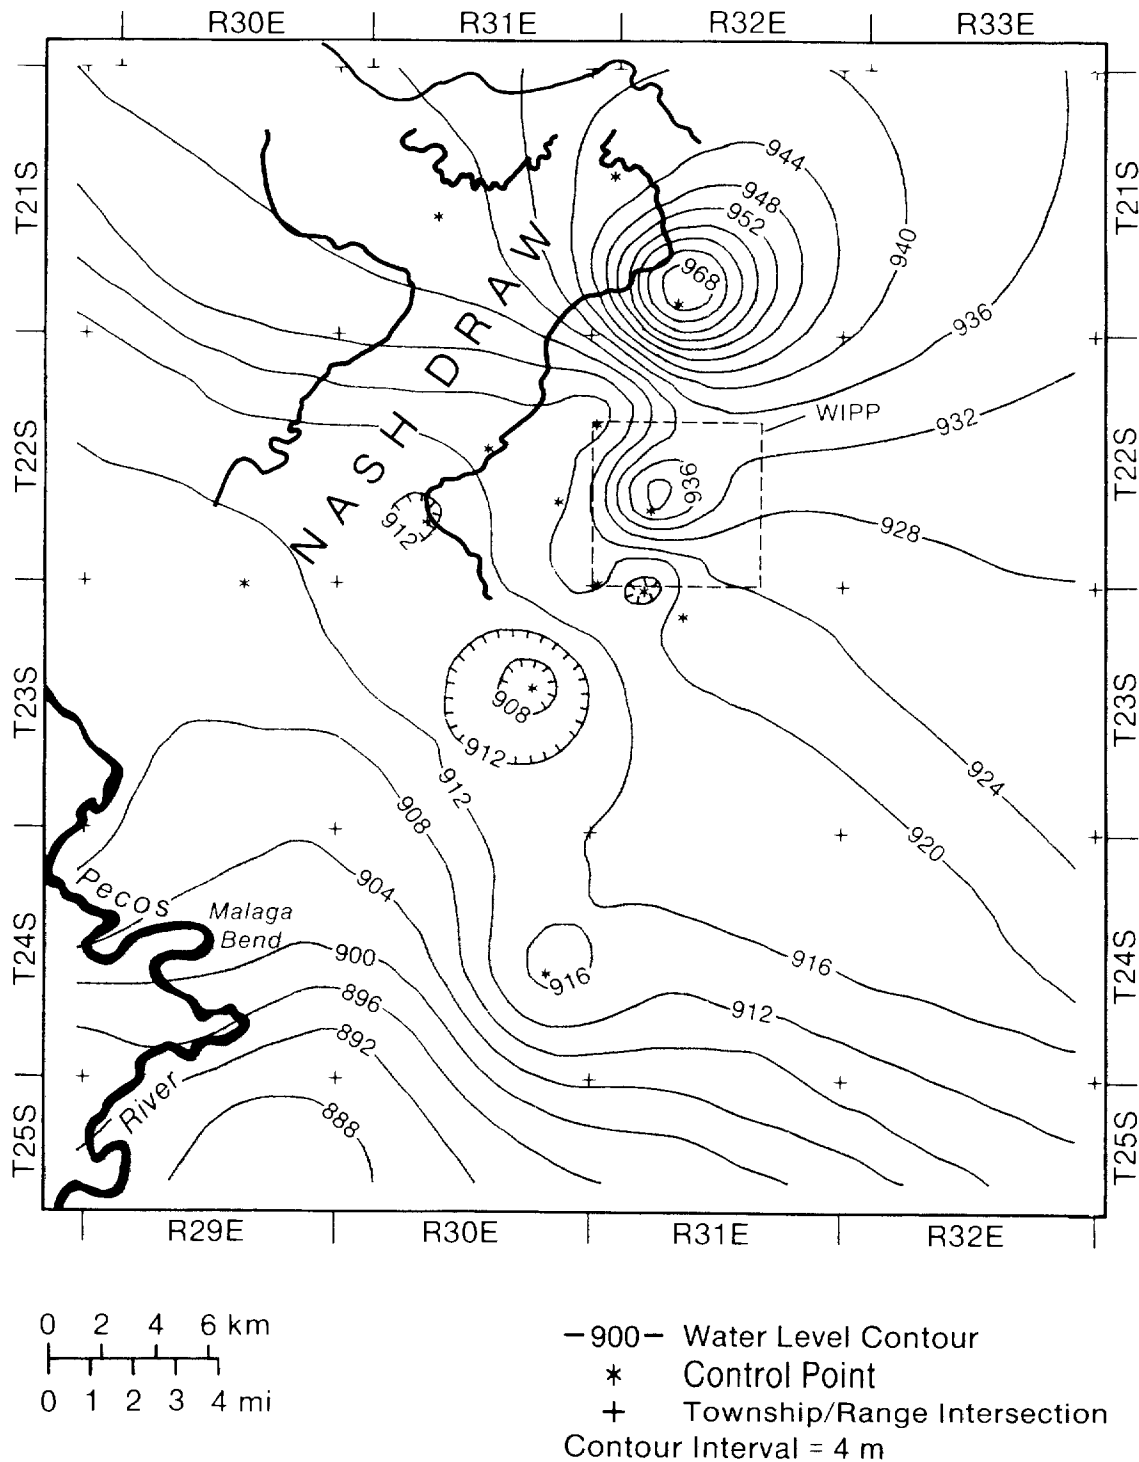 R30E R31E R32E R33E
T21S T21S
944
948
952
940
968
936
NASH DRAW
WIPP
932
T22S T22S
936
912
928
908
T23S T23S
912
912
924
908
920
Pecos
904
Malaga
Bend
T24S T24S
900
916
916
896
912
892
River
888
T25S T25S
R29E R30E R31E R32E
0 2 4 6 km
0 1 2 3 4 mi
–900– Water Level Contour
* Control Point
+ Township/Range Intersection
Contour Interval = 4 m